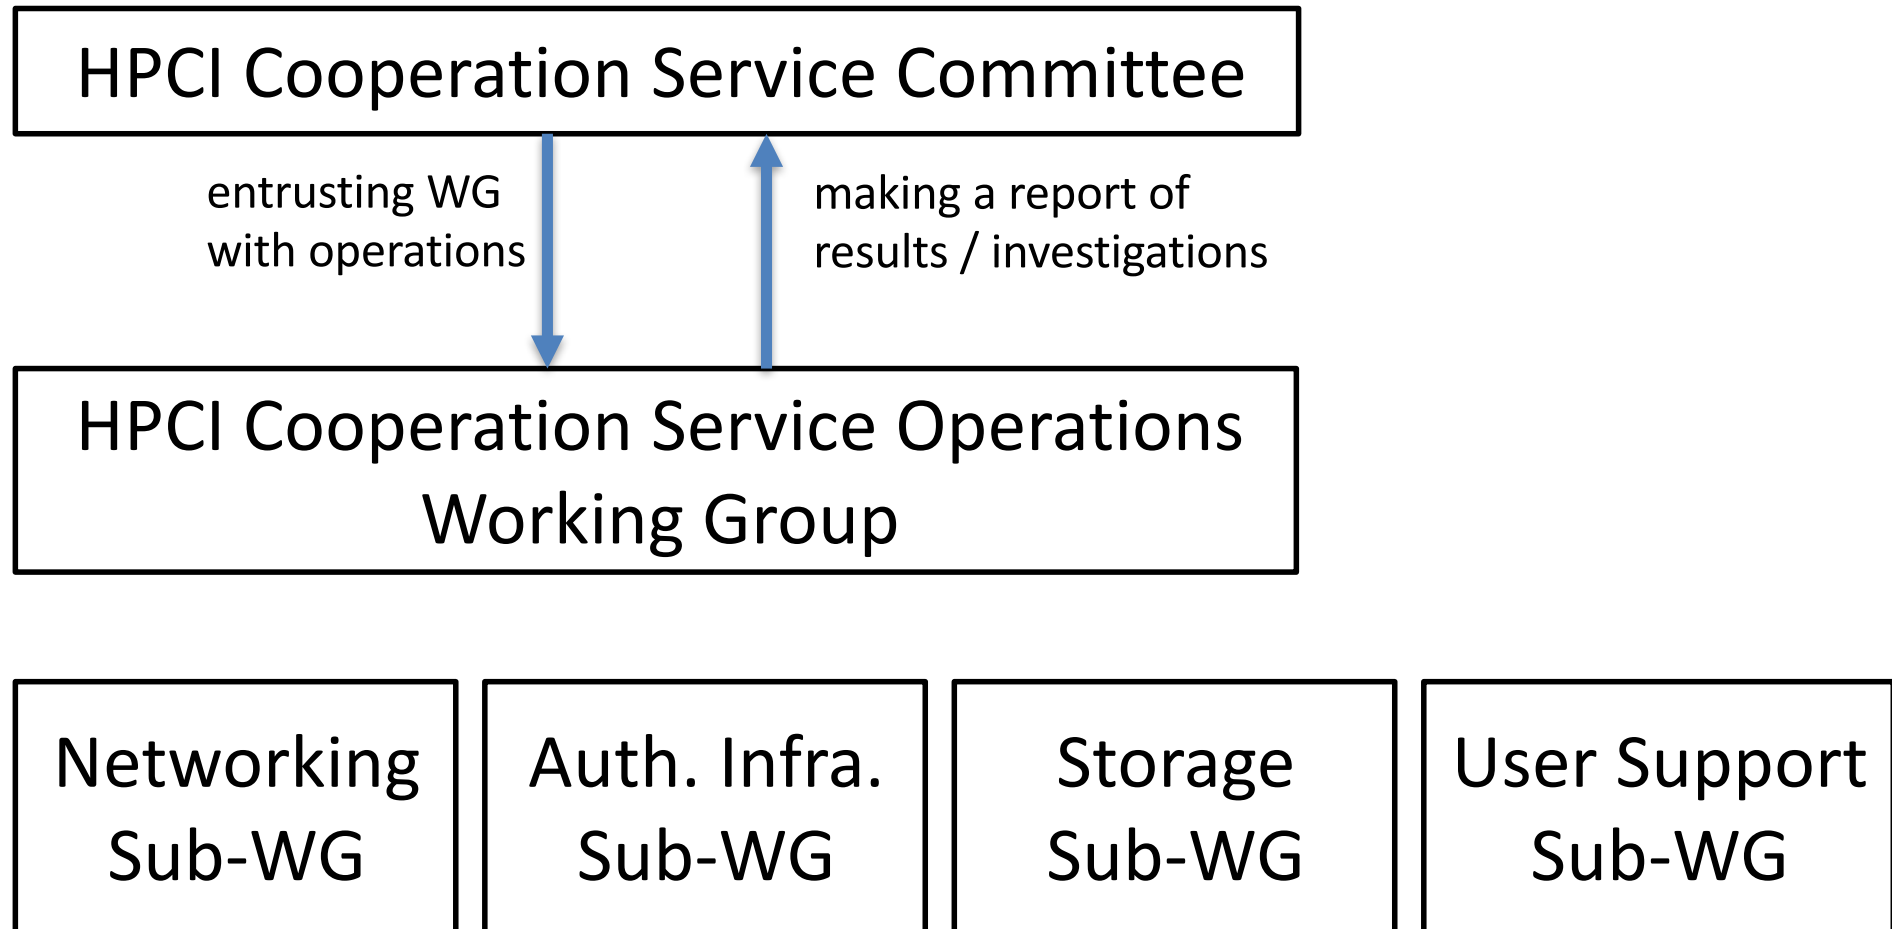 HPCI Cooperation Service Committee
entrusting WG
with operations
making a report of
results / investigations
HPCI Cooperation Service Operations
Working Group
Networking
Sub-WG
Auth. Infra.
Sub-WG
Storage
Sub-WG
User Support
Sub-WG